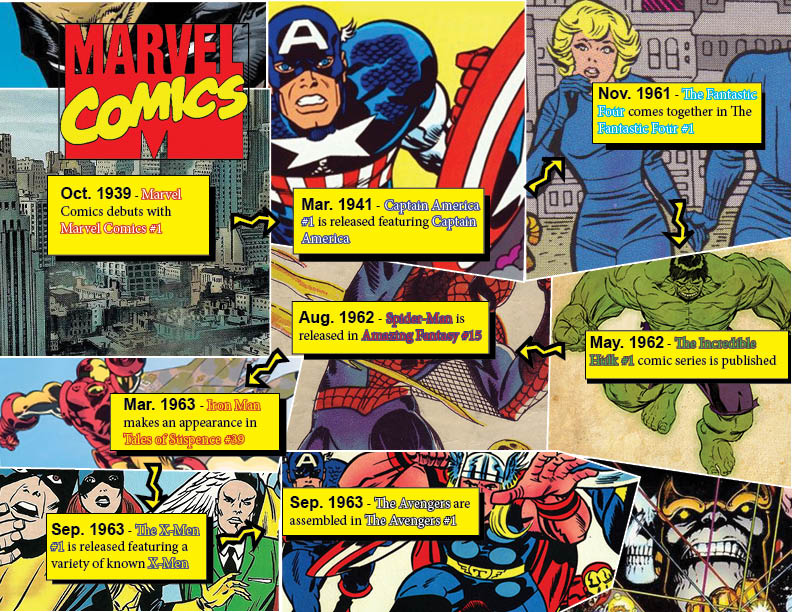 MARVEL
COMICS
Oct. 1939 - Marvel
Comics debuts with
Marvel Comics #1
A
Mar. 1941 - Captain America
#1 is released featuring Captain
America
Nov. 1961 - The Fantastic
Foiir comes together in The
Fantastic Foiir #1
May. 1962 - The Incredible
Hulk #1 comic series is published
Aug. 1962 - Spider-Man is
released in Amazing Fantasy #15
Mar. 1963 - Iron Man
makes an appearance in
Tales of Suspence #39
Sep. 1963 - The X-Men
#1 is released featuring a
variety of known X-Men
Sep. 1963 - The Avengers are
assembled in The Avengers #1